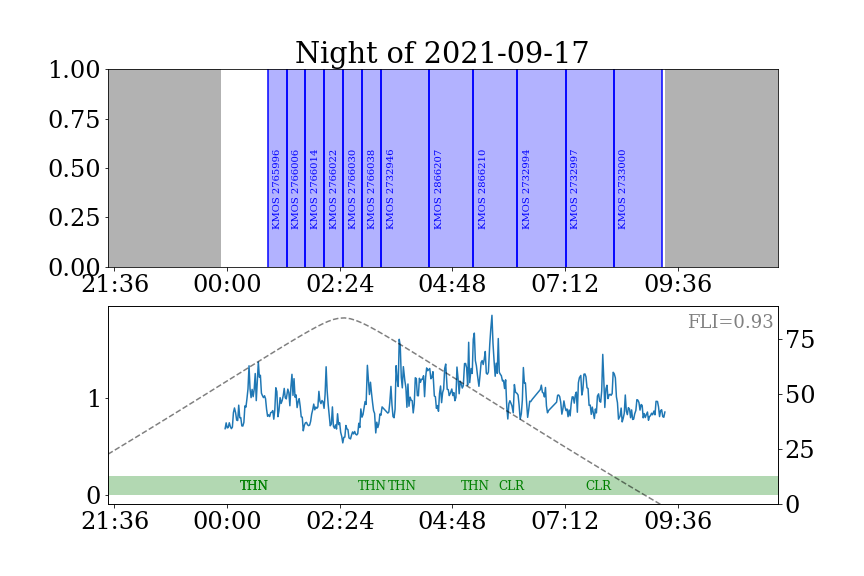 Night of 2021-09-17
1.00
0.75
0.50
0.25
0.00
KMOS 2765996
KMOS 2766006
KMOS 2766014
KMOS 2766022
KMOS 2766030
KMOS 2766038
KMOS 2732946
KMOS 2866207
KMOS 2866210
KMOS 2732994
KMOS 2732997
KMOS 2733000
21:36 00:00 02:24 04:48 07:12 09:36
FLI=0.93
1
0
75
50
25
0
THN THN THN THN CLR CLR
21:36 00:00 02:24 04:48 07:12 09:36